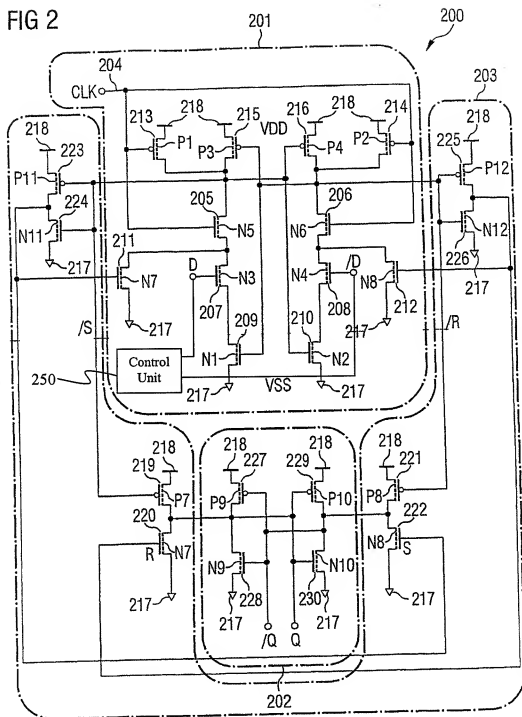 FIG 2
201
200
CLK 204
203
213 218 215 216 218 214
VDD
218
P1 P3 P4 P2
225 218
223
P11 P12
205 206
224
N5 N6
N11 N12
211
226
217 D /D 217
N7 N3 N4 N8
207 208 212
209 210
217 217
/S /R
N1 N2
Control
Unit
250
217 VSS 217
218 218 227 229 218 218
219 221
P7 P9 P10 P8
220 222
R N7 N9 N10 N8 S
228 230
217 217 217 217
/Q Q
202